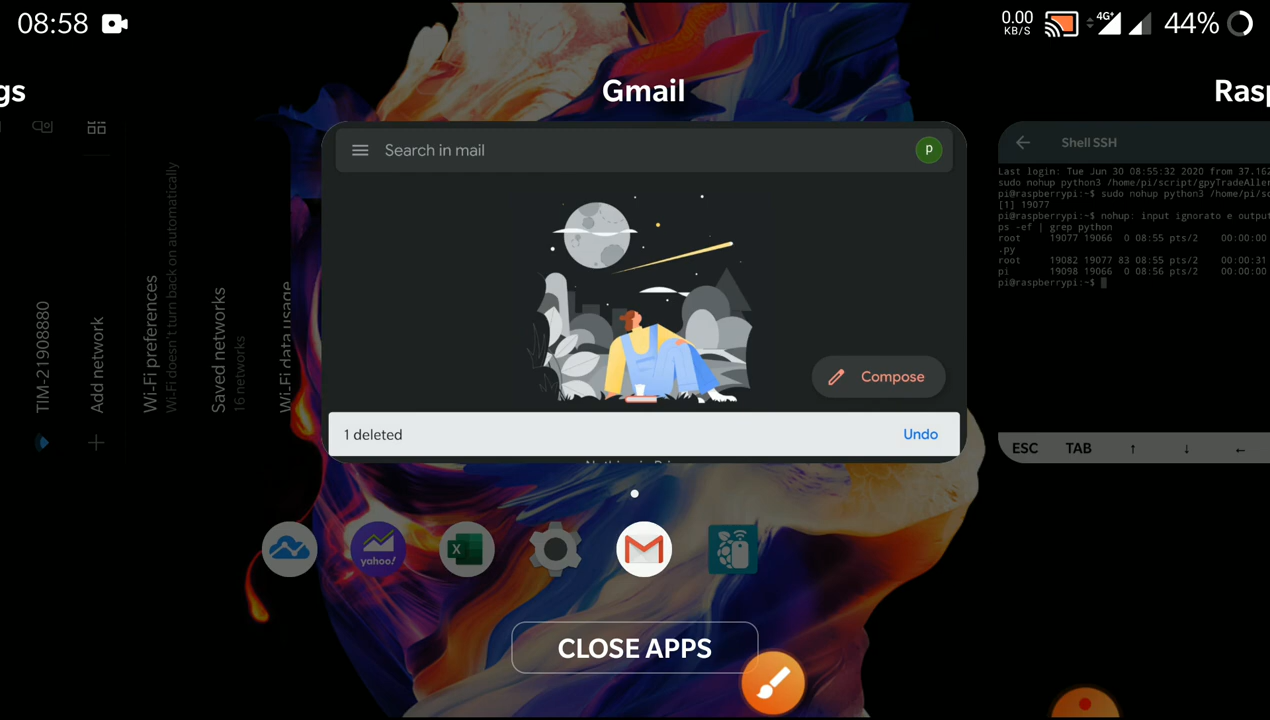 08:58
0.00
KB/S
4G+
44%
gs
Gmail
Rasp
TIM-21908880
Add network
Wi-Fi preferences
Wi-Fi doesn't turn back on automatically
Saved networks
16 networks
Wi-Fi data usage
Search in mail
p
Compose
1 deleted
Undo
Shell SSH
Last login: Tue Jun 30 08:55:32 2020 from 37.162
sudo nohup python3 /home/pi/script/gpyTradeAller
pi@raspberrypi:~$ sudo nohup python3 /home/pi/sc
[1] 19077
pi@raspberrypi:~$ nohup: input ignorato e output
ps -ef | grep python
root 19077 19066 0 08:55 pts/2 00:00:00
.py
root 19082 19077 83 08:55 pts/2 00:00:31
pi 19098 19066 0 08:56 pts/2 00:00:00
pi@raspberrypi:~$
ESC TAB ↑ ↓ ←
yahoo!
X
CLOSE APPS